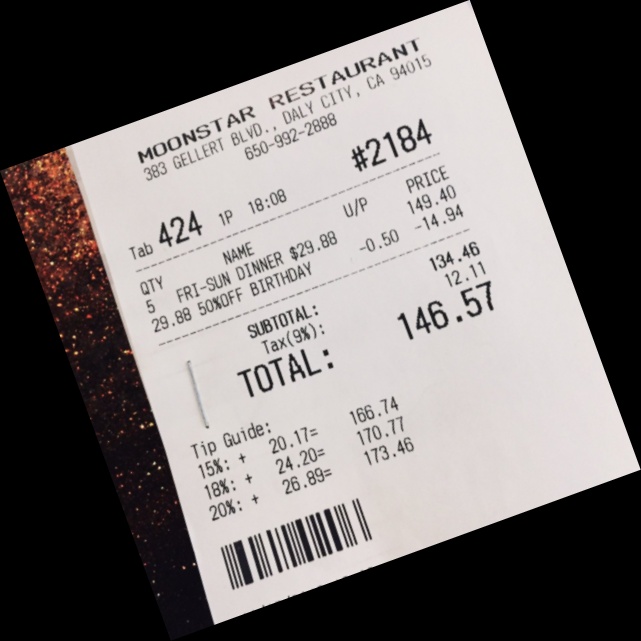 MOONSTAR RESTAURANT
383 GELLERT BLVD., DALY CITY, CA 94015
650-992-2888
#2184
Tab 424 1P 18:08
QTY NAME U/P PRICE
5 FRI-SUN DINNER $29.88 149.40
29.88 50%OFF BIRTHDAY -0.50 -14.94
SUBTOTAL: 134.46
Tax(9%): 12.11
TOTAL: 146.57
Tip Guide:
15%: + 20.17= 166.74
18%: + 24.20= 170.77
20%: + 26.89= 173.46